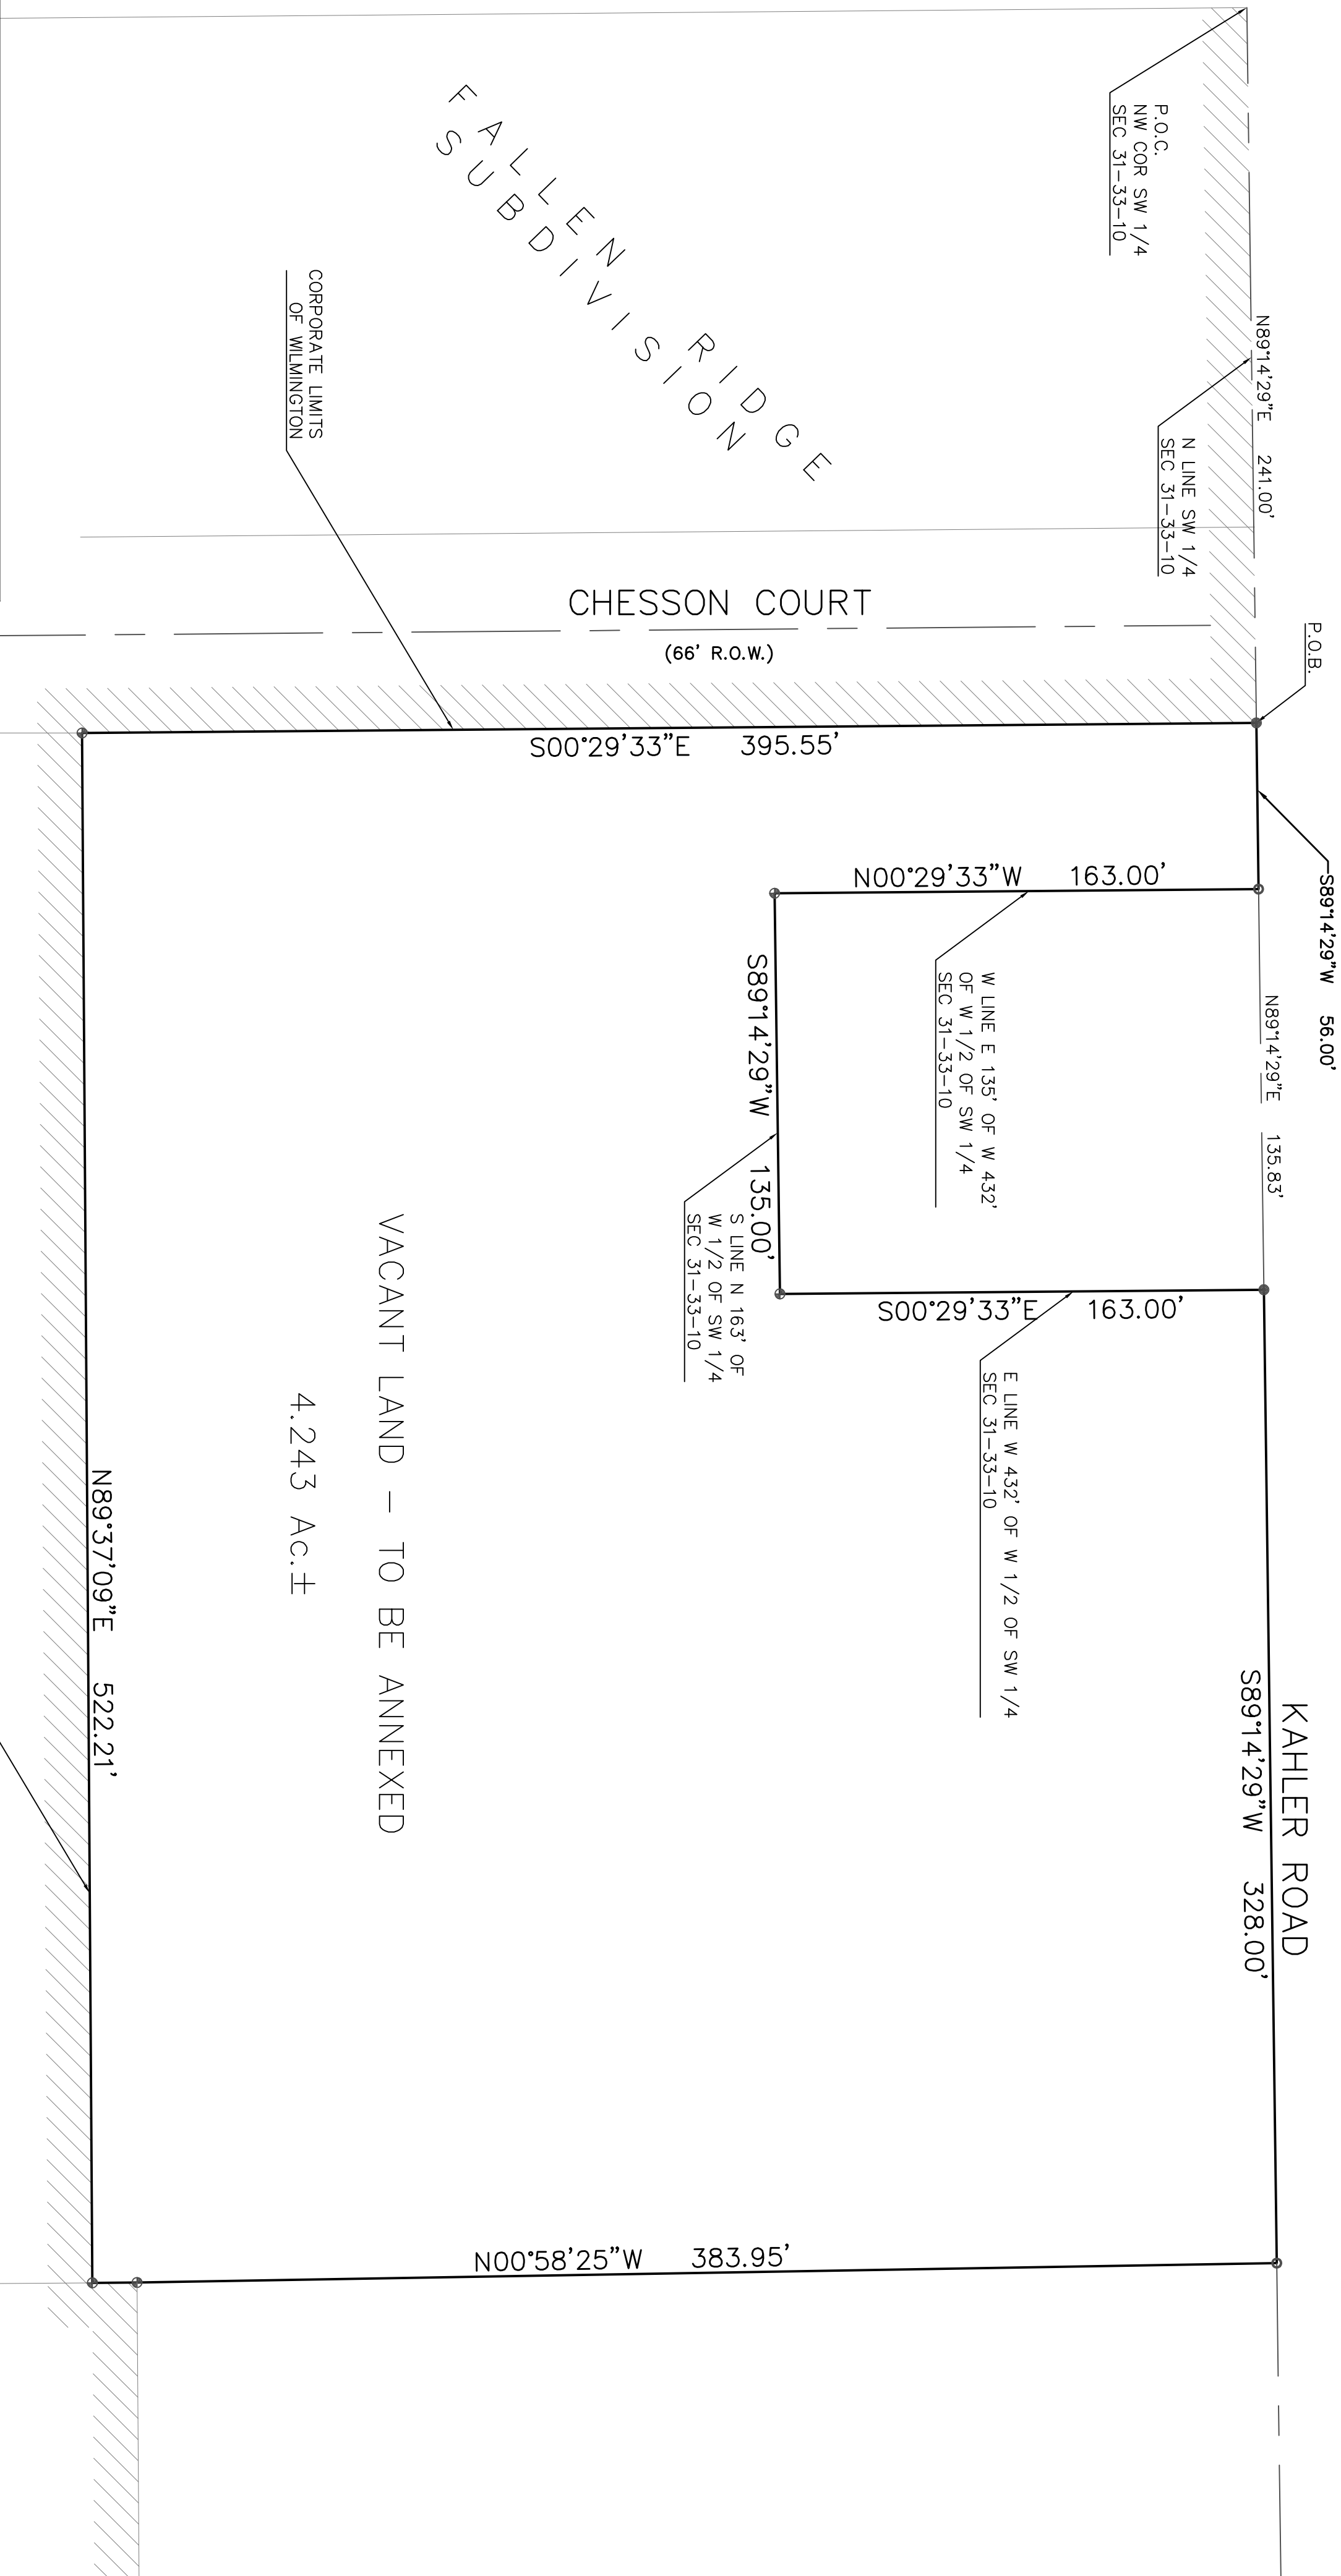 P.O.C.
NW COR SW 1/4
SEC 31-33-10
N89°14'29"E 241.00'
N LINE SW 1/4
SEC 31-33-10
P.O.B.
S89°14'29"W 56.00'
N89°14'29"E 135.83'
KAHLER ROAD
S89°14'29"W 328.00'
FALLEN RIDGE
SUBDIVISION
CORPORATE LIMITS
OF WILMINGTON
CHESSON COURT
(66' R.O.W.)
S00°29'33"E 395.55'
N00°29'33"W 163.00'
W LINE E 135' OF W 432'
OF W 1/2 OF SW 1/4
SEC 31-33-10
S89°14'29"W 135.00'
S LINE N 163' OF
W 1/2 OF SW 1/4
SEC 31-33-10
S00°29'33"E 163.00'
E LINE W 432' OF W 1/2 OF SW 1/4
SEC 31-33-10
VACANT LAND - TO BE ANNEXED
4.243 Ac.±
N89°37'09"E 522.21'
N00°58'25"W 383.95'